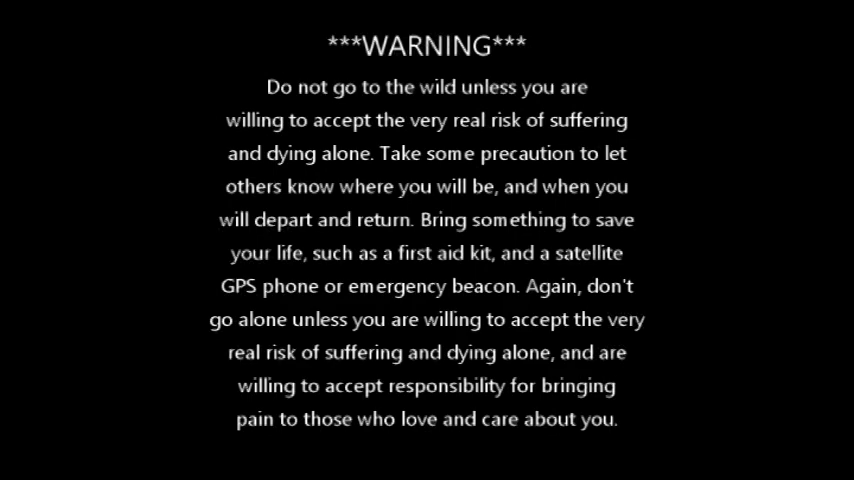 ***WARNING***
Do not go to the wild unless you are
willing to accept the very real risk of suffering
and dying alone. Take some precaution to let
others know where you will be, and when you
will depart and return. Bring something to save
your life, such as a first aid kit, and a satellite
GPS phone or emergency beacon. Again, don't
go alone unless you are willing to accept the very
real risk of suffering and dying alone, and are
willing to accept responsibility for bringing
pain to those who love and care about you.